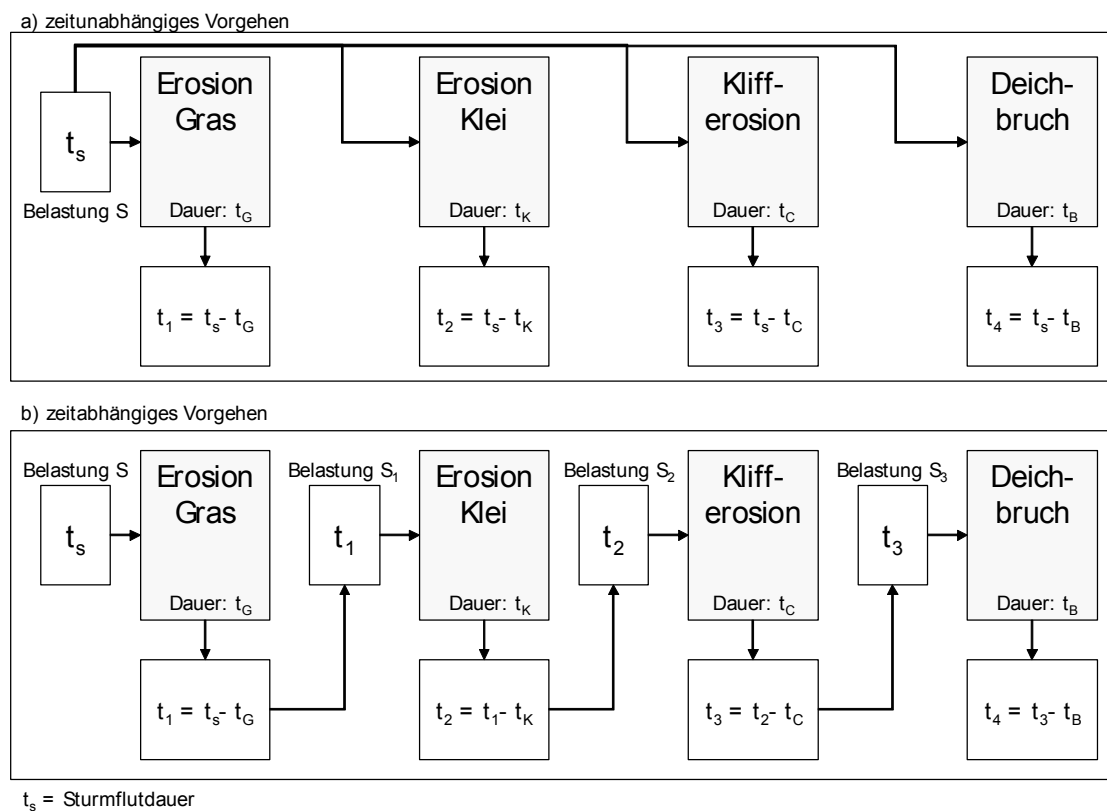 a) zeitunabhängiges Vorgehen
Erosion
Gras
Erosion
Klei
Kliff-
erosion
Deich-
bruch
t_s
Belastung S
Dauer: t_G
Dauer: t_K
Dauer: t_C
Dauer: t_B
t_1 = t_s- t_G
t_2 = t_s- t_K
t_3 = t_s- t_C
t_4 = t_s- t_B
b) zeitabhängiges Vorgehen
Belastung S
Erosion
Gras
Belastung S_1
Erosion
Klei
Belastung S_2
Kliff-
erosion
Belastung S_3
Deich-
bruch
t_s
t_1
t_2
t_3
Dauer: t_G
Dauer: t_K
Dauer: t_C
Dauer: t_B
t_1 = t_s- t_G
t_2 = t_1- t_K
t_3 = t_2- t_C
t_4 = t_3- t_B
t_s = Sturmflutdauer